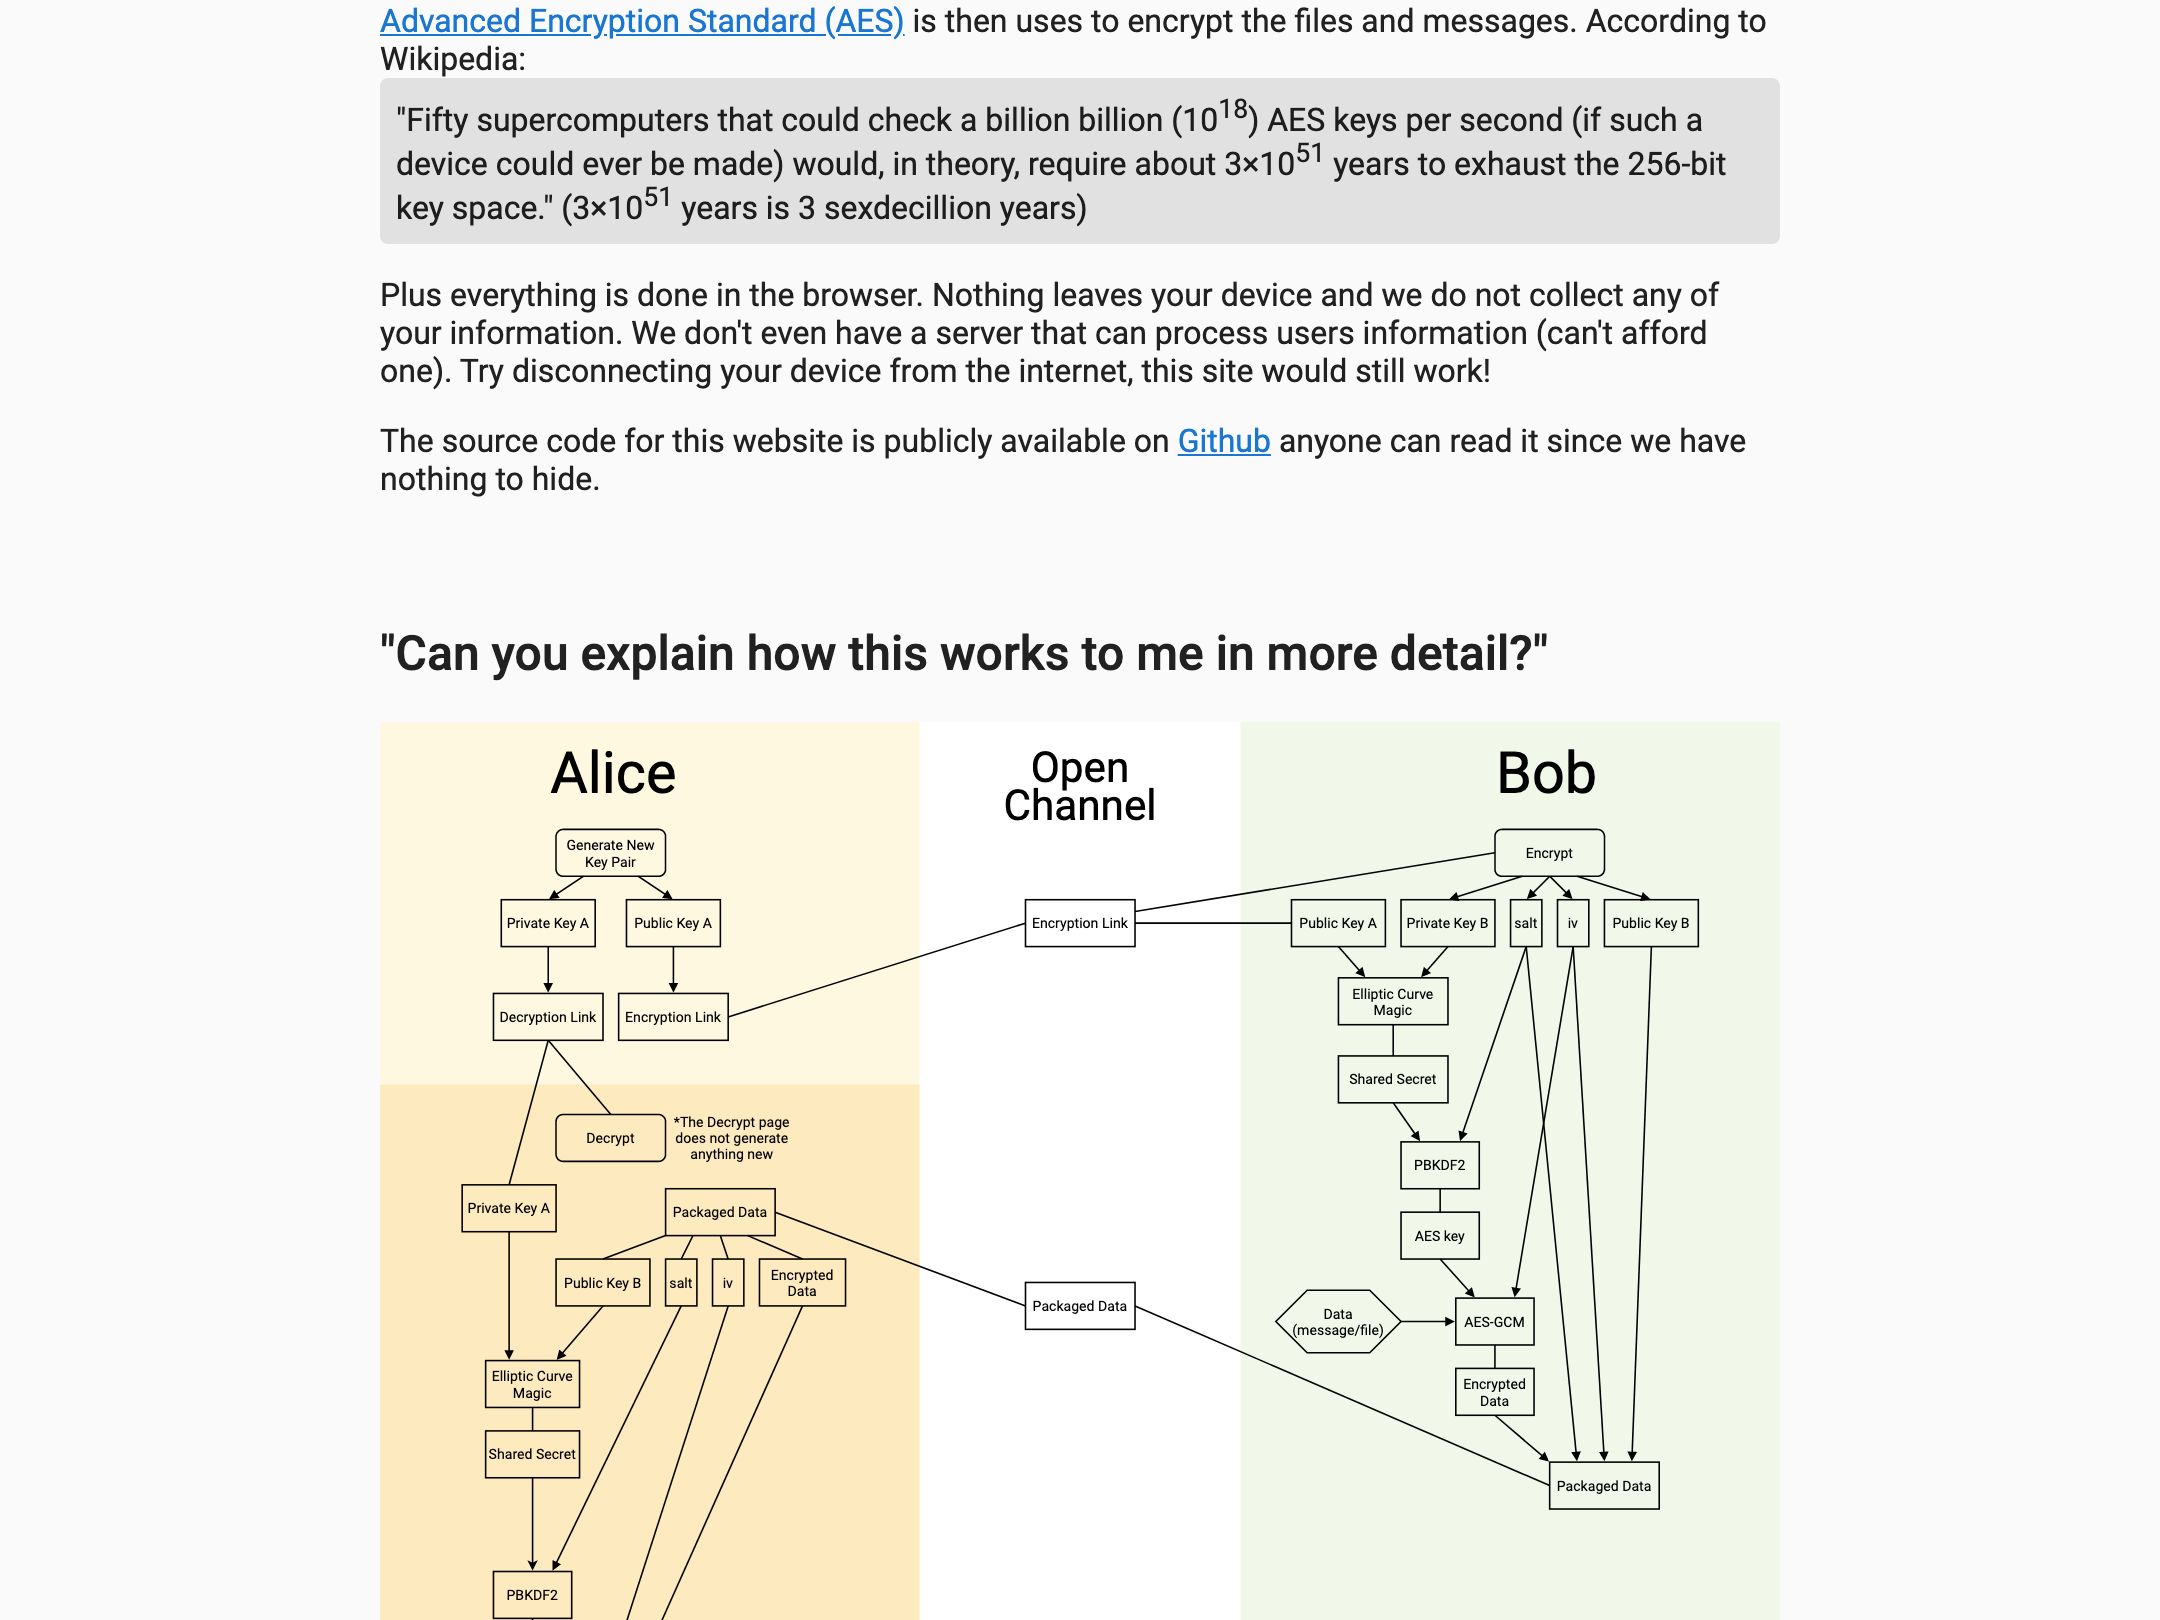 Advanced Encryption Standard (AES) is then uses to encrypt the files and messages. According to
Wikipedia:
"Fifty supercomputers that could check a billion billion (10^18) AES keys per second (if such a
device could ever be made) would, in theory, require about 3×10^51 years to exhaust the 256-bit
key space." (3×10^51 years is 3 sexdecillion years)
Plus everything is done in the browser. Nothing leaves your device and we do not collect any of
your information. We don't even have a server that can process users information (can't afford
one). Try disconnecting your device from the internet, this site would still work!
The source code for this website is publicly available on Github anyone can read it since we have
nothing to hide.
"Can you explain how this works to me in more detail?"
Alice
Generate New
Key Pair
Private Key A
Public Key A
Decryption Link
Encryption Link
Decrypt
*The Decrypt page
does not generate
anything new
Private Key A
Packaged Data
Public Key B
salt
iv
Encrypted
Data
Elliptic Curve
Magic
Shared Secret
PBKDF2
Open
Channel
Encryption Link
Packaged Data
Bob
Encrypt
Public Key A
Private Key B
salt
iv
Public Key B
Elliptic Curve
Magic
Shared Secret
PBKDF2
AES key
Data
(message/file)
AES-GCM
Encrypted
Data
Packaged Data